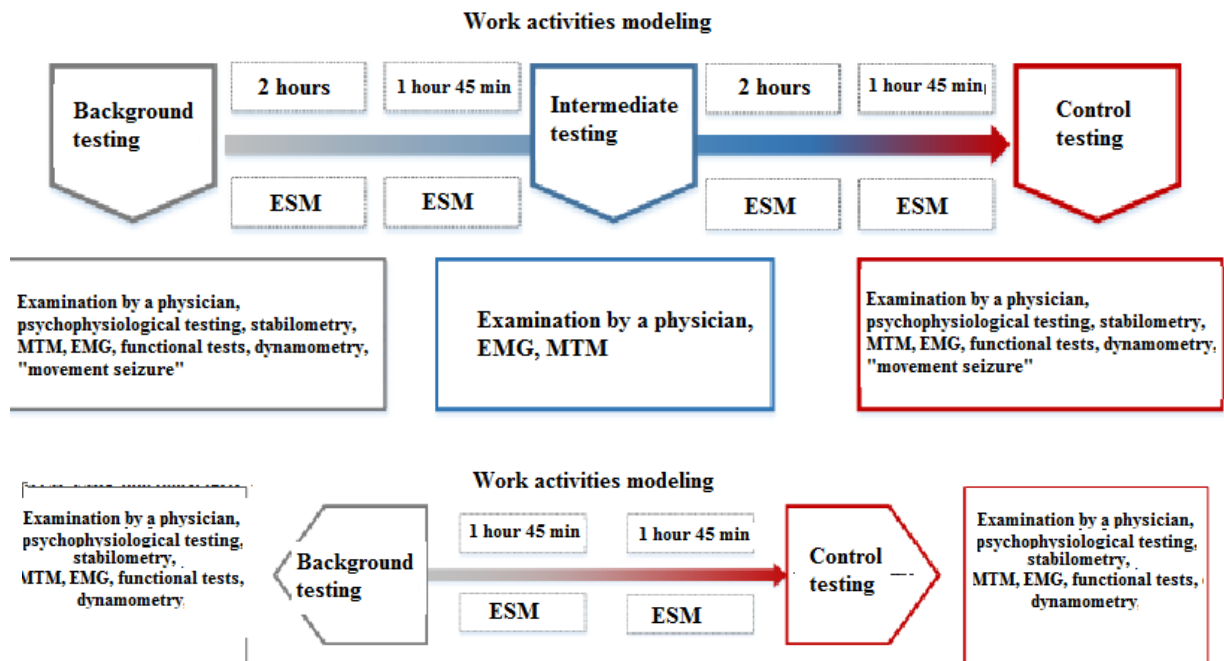 Work activities modeling
Background
testing
2 hours
1 hour 45 min
Intermediate
testing
2 hours
1 hour 45 min
Control
testing
ESM
ESM
ESM
ESM
Examination by a physician,
psychophysiological testing, stabilometry,
MTM, EMG, functional tests, dynamometry,
"movement seizure"
Examination by a physician,
EMG, MTM
Examination by a physician,
psychophysiological testing, stabilometry,
MTM, EMG, functional tests, dynamometry,
"movement seizure"
Work activities modeling
Examination by a physician,
psychophysiological testing,
stabilometry,
MTM, EMG, functional tests,
dynamometry,
Background
testing
1 hour 45 min
1 hour 45 min
ESM
ESM
Control
testing
Examination by a physician,
psychophysiological testing,
stabilometry,
MTM, EMG, functional tests,
dynamometry,